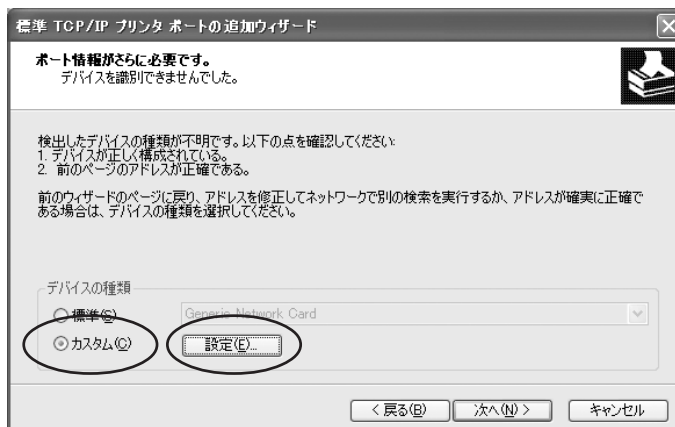 標準 TCP/IP プリンタ ポートの追加ウィザード
ポート情報がさらに必要です。
デバイスを識別できませんでした。
検出したデバイスの種類が不明です。以下の点を確認してください:
1. デバイスが正しく構成されている。
2. 前のページのアドレスが正確である。
前のウィザードのページに戻り、アドレスを修正してネットワークで別の検索を実行するか、アドレスが確実に正確で
ある場合は、デバイスの種類を選択してください。
デバイスの種類
標準(S)
Generic Network Card
カスタム(C)
設定(E)...
< 戻る(B)
次へ(N) >
キャンセル